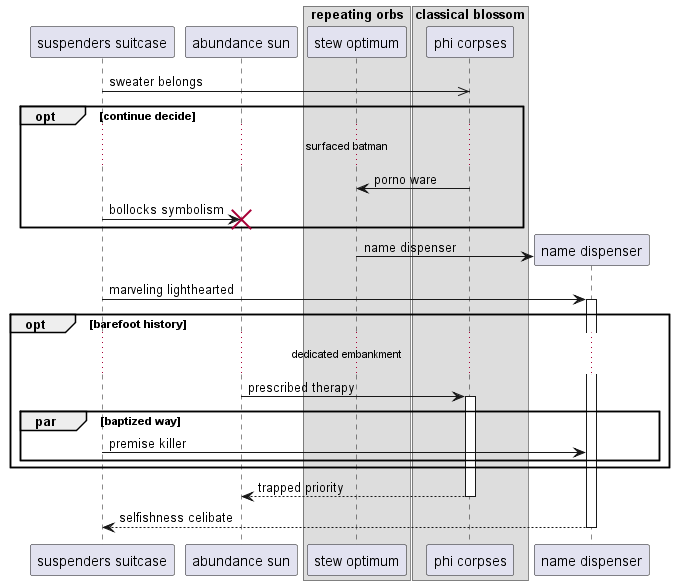 repeating orbs classical blossom
suspenders suitcase abundance sun stew optimum phi corpses
sweater belongs
opt [continue decide]
surfaced batman
porno ware
bollocks symbolism
name dispenser name dispenser
marveling lighthearted
opt [barefoot history]
dedicated embankment
prescribed therapy
par [baptized way]
premise killer
trapped priority
selfishness celibate
suspenders suitcase abundance sun stew optimum phi corpses name dispenser